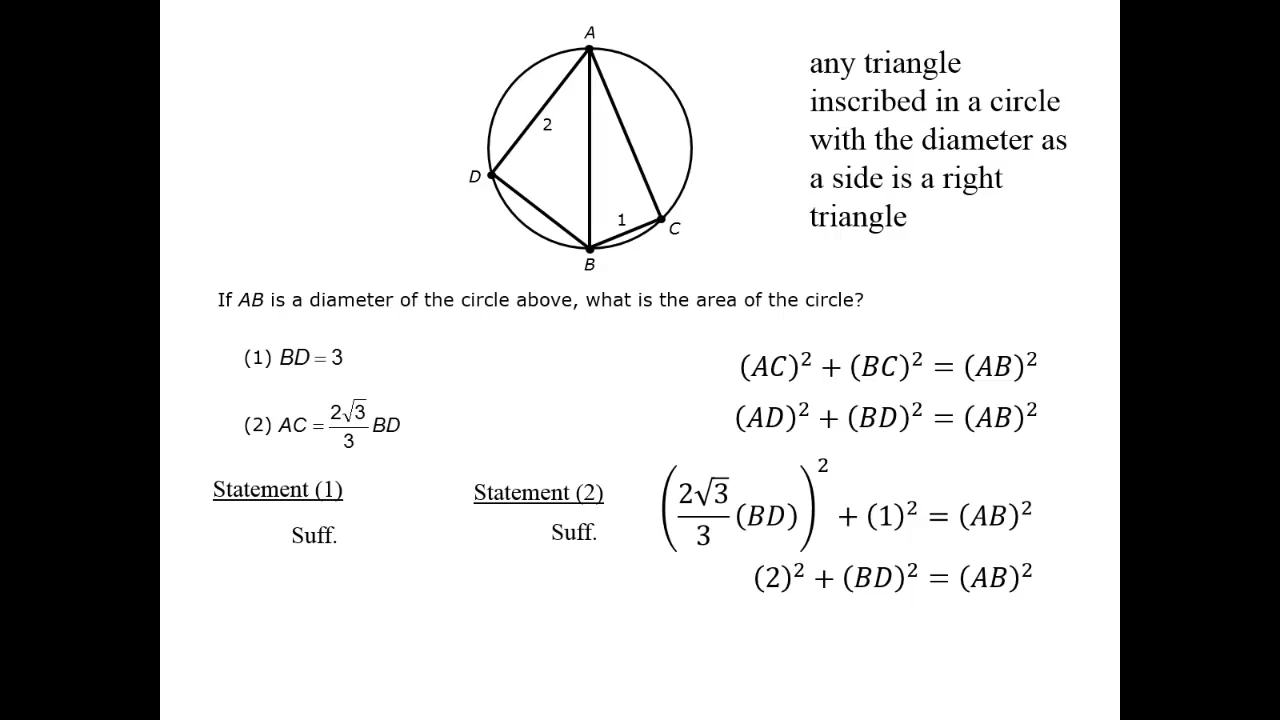 A
2
D
1
C
B
any triangle
inscribed in a circle
with the diameter as
a side is a right
triangle
If AB is a diameter of the circle above, what is the area of the circle?
(1) BD = 3
(2) AC = 2√3/3 BD
(AC)² + (BC)² = (AB)²
(AD)² + (BD)² = (AB)²
Statement (1)
Suff.
Statement (2)
Suff.
(2√3/3 (BD))² + (1)² = (AB)²
(2)² + (BD)² = (AB)²